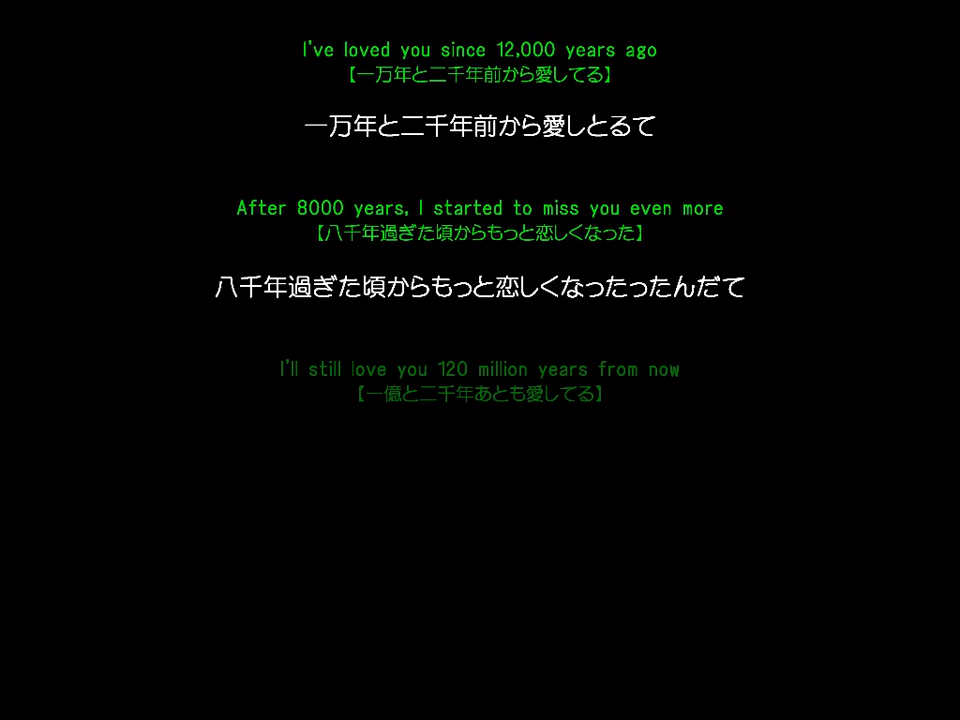 I've loved you since 12,000 years ago
【一万年と二千年前から愛してる】
一万年と二千年前から愛しとるて
After 8000 years, I started to miss you even more
【八千年過ぎた頃からもっと恋しくなった】
八千年過ぎた頃からもっと恋しくなったったんだて
I'll still love you 120 million years from now
【一億と二千年あとも愛してる】